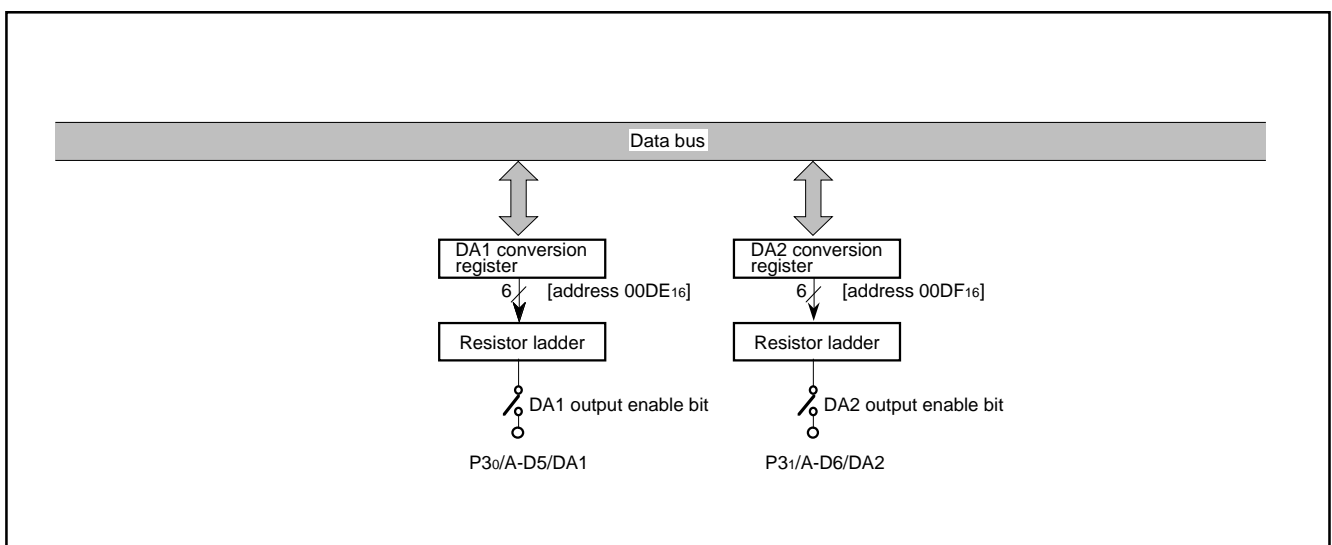 Data bus
DA1 conversion
register
6 [address 00DE16]
Resistor ladder
DA1 output enable bit
P30/A-D5/DA1
DA2 conversion
register
6 [address 00DF16]
Resistor ladder
DA2 output enable bit
P31/A-D6/DA2